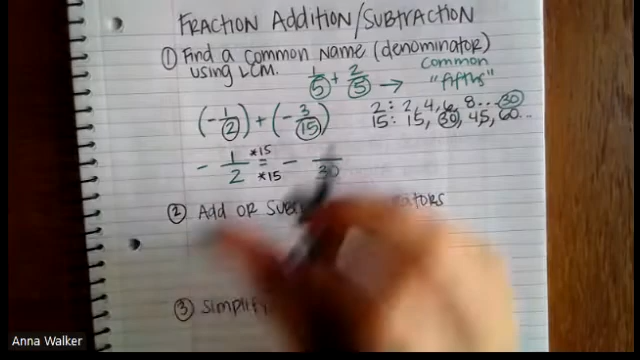 FRACTION ADDITION/SUBTRACTION
① Find a common name (denominator)
using LCM. 1/5 + 2/5 → common "fifths"
(-1/2) + (-3/15)
2: 2, 4, 6, 8... 30
15: 15, 30, 45, 60...
- 1/2 *15 = *15 - /30
② Add OR
③ Simplify
Anna Walker